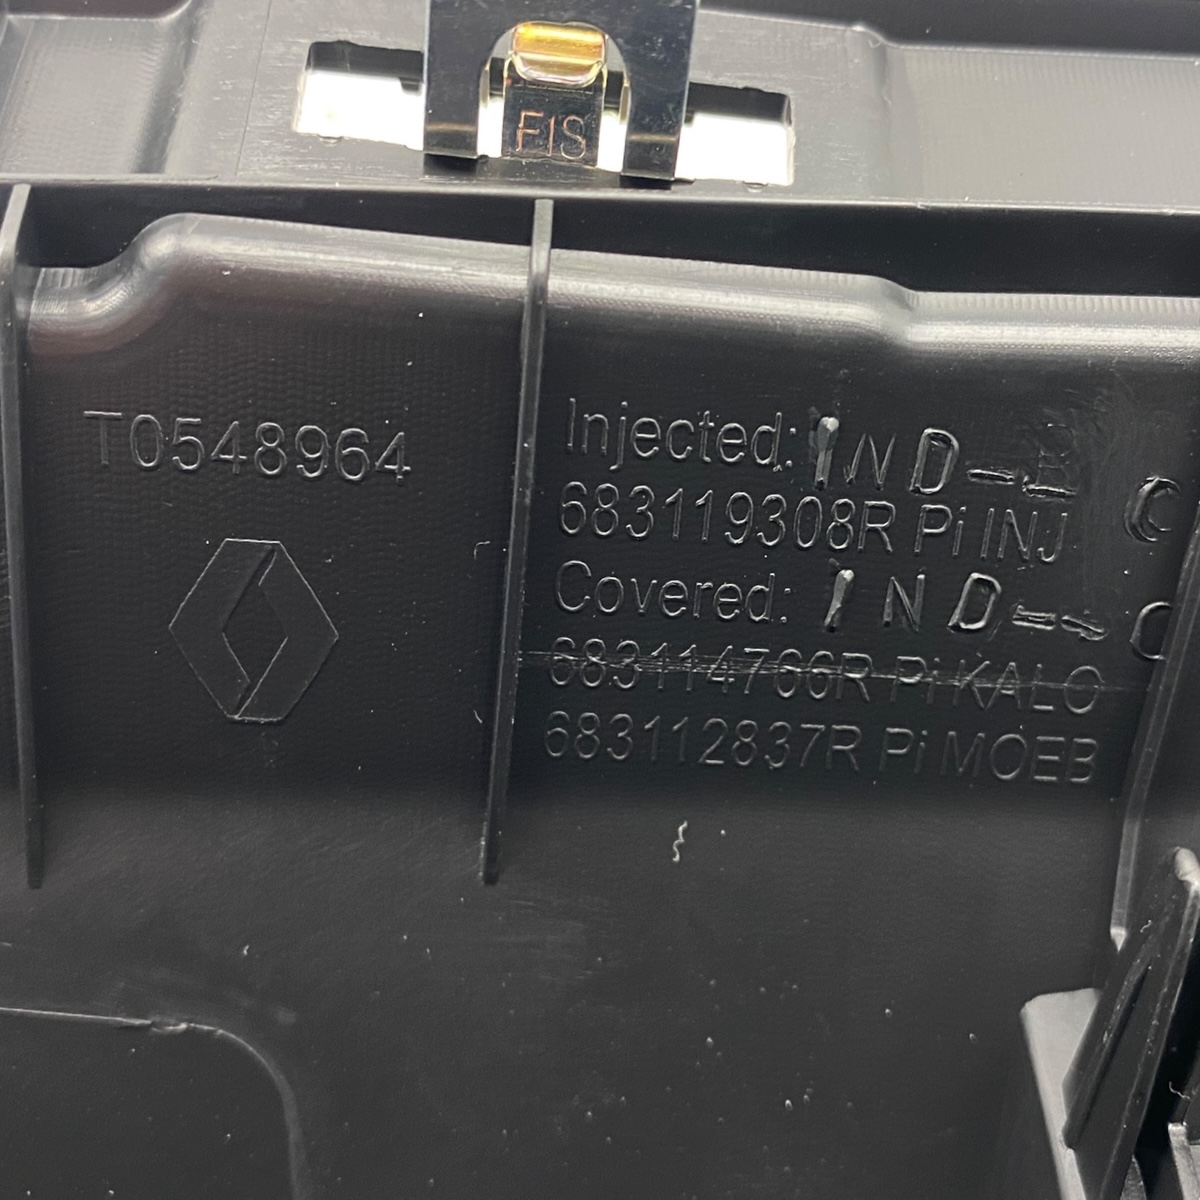 FIS
T0548964
Injected: IND-
683119308R Pi INJ
Covered: IND--
683114766R Pi KALO
683112837R Pi MOEB